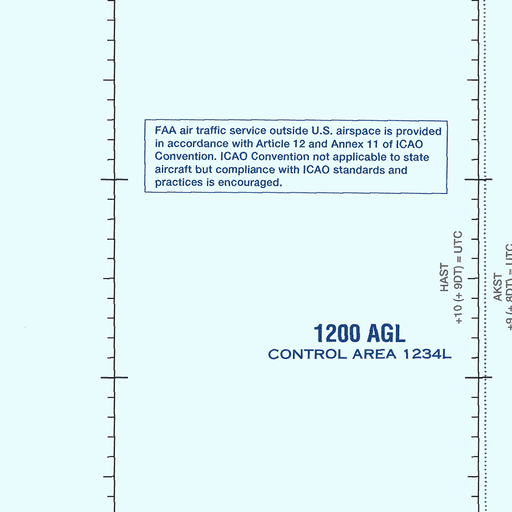 FAA air traffic service outside U.S. airspace is provided
in accordance with Article 12 and Annex 11 of ICAO
Convention. ICAO Convention not applicable to state
aircraft but compliance with ICAO standards and
practices is encouraged.
HAST
+10 (+ 9DT) = UTC
AKST
+9 (+ 8DT) = UTC
1200 AGL
CONTROL AREA 1234L